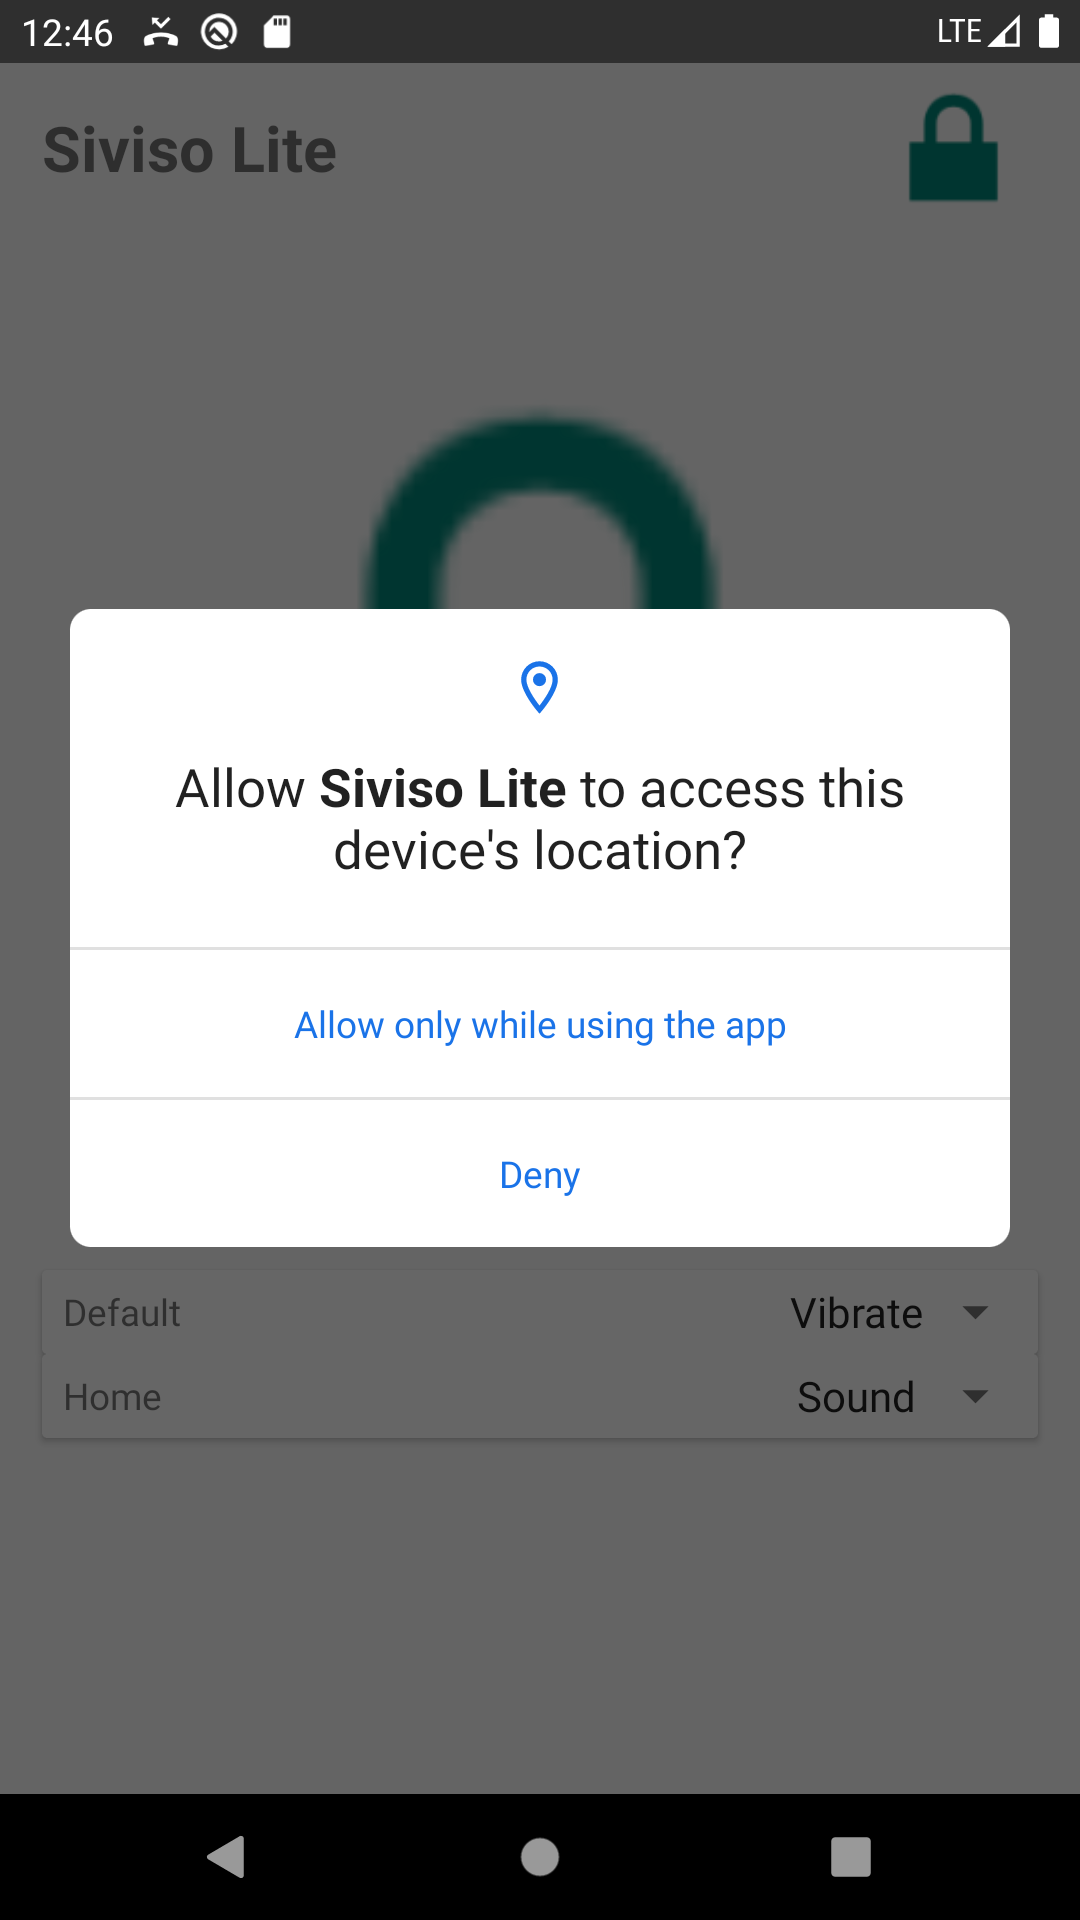 12:46
LTE
Siviso Lite
Allow Siviso Lite to access this
device's location?
Allow only while using the app
Deny
Default
Vibrate
Home
Sound